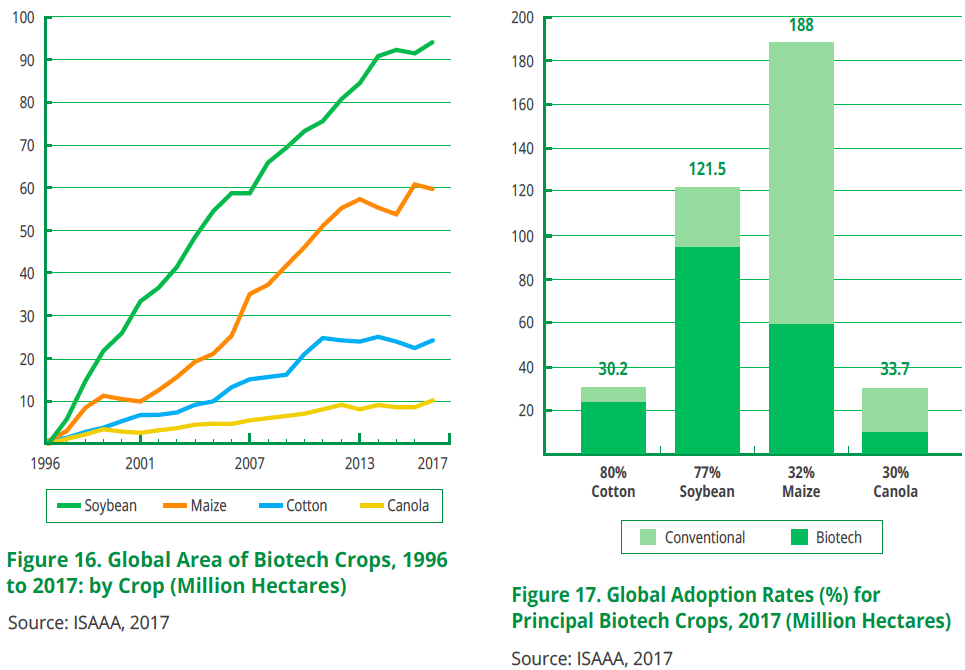 100
90
80
70
60
50
40
30
20
10
1996 2001 2007 2013 2017
Soybean Maize Cotton Canola
Figure 16. Global Area of Biotech Crops, 1996
to 2017: by Crop (Million Hectares)
Source: ISAAA, 2017
200
180
160
140
120
100
80
60
40
20
30.2
121.5
188
33.7
80% 77% 32% 30%
Cotton Soybean Maize Canola
Conventional Biotech
Figure 17. Global Adoption Rates (%) for
Principal Biotech Crops, 2017 (Million Hectares)
Source: ISAAA, 2017